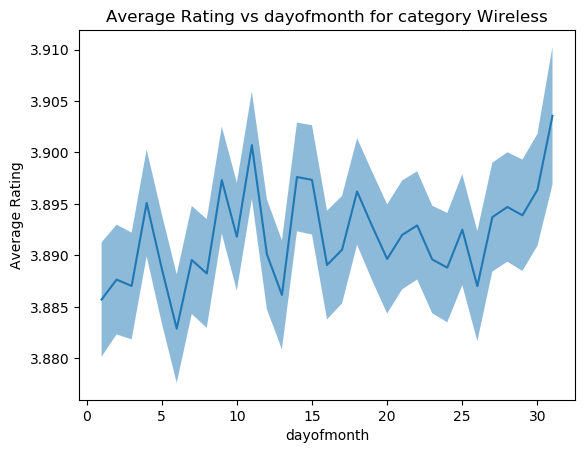 Average Rating vs dayofmonth for category Wireless
Average Rating
3.910
3.905
3.900
3.895
3.890
3.885
3.880
0 5 10 15 20 25 30
dayofmonth